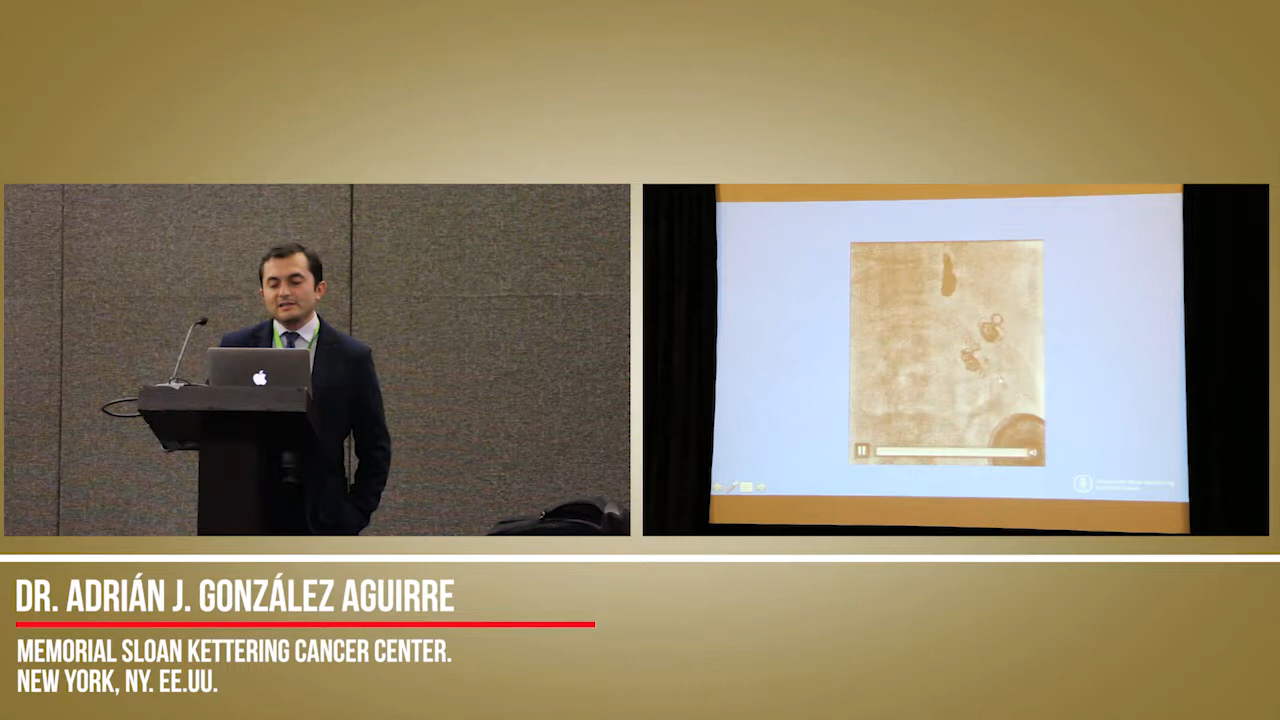 DR. ADRIÁN J. GONZÁLEZ AGUIRRE
MEMORIAL SLOAN KETTERING CANCER CENTER.
NEW YORK, NY. EE.UU.